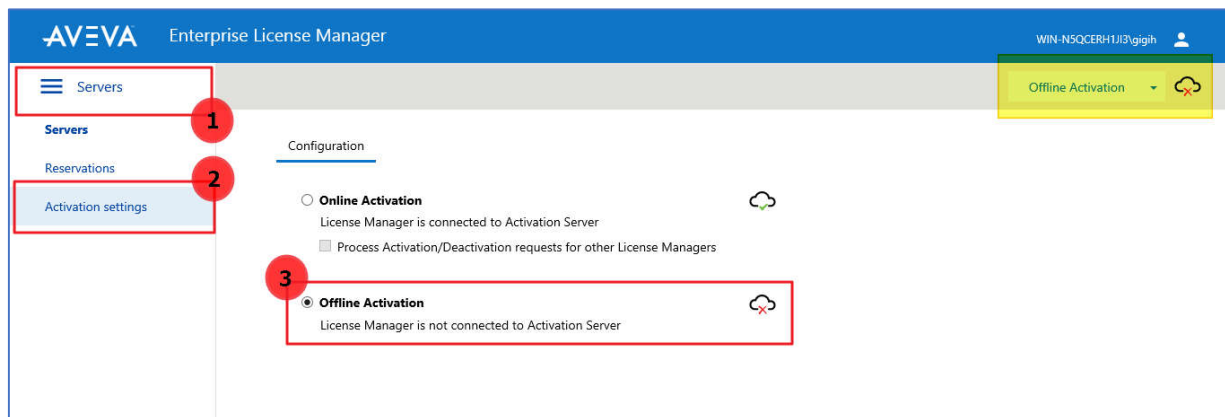 AVEVA Enterprise License Manager
WIN-N5QCERH1JI3\gigih
Servers
Offline Activation
1
Servers
Configuration
Reservations
2
Activation settings
Online Activation
License Manager is connected to Activation Server
Process Activation/Deactivation requests for other License Managers
3
Offline Activation
License Manager is not connected to Activation Server